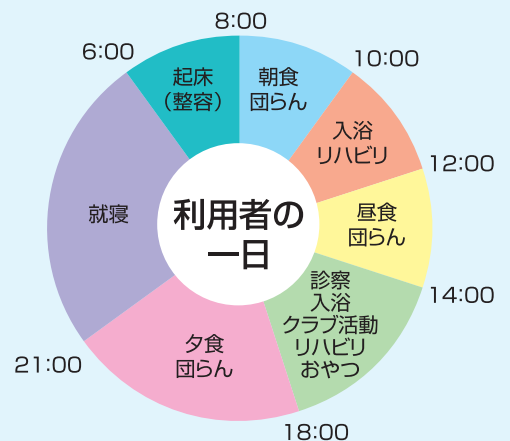 8:00
6:00
10:00
起床
(整容)
朝食
団らん
入浴
リハビリ
12:00
就寝
利用者の
一日
昼食
団らん
診察
入浴
クラブ活動
リハビリ
おやつ
14:00
夕食
団らん
21:00
18:00